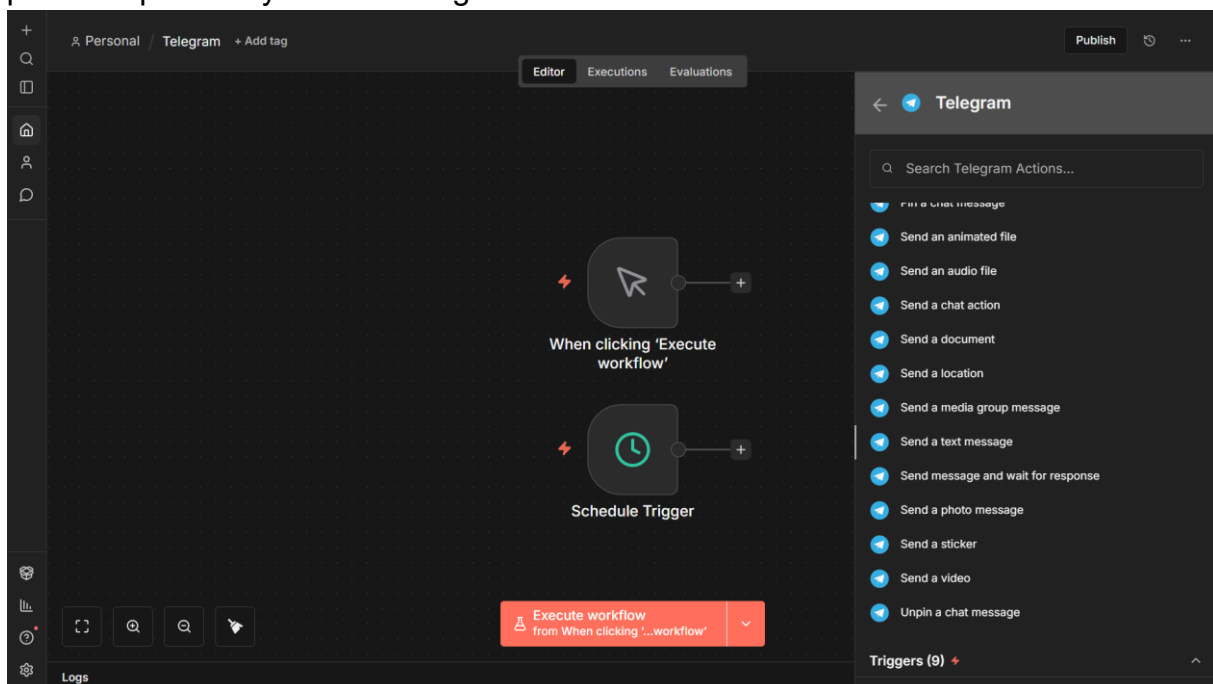 Personal / Telegram + Add tag
Publish
Editor Executions Evaluations
Telegram
Search Telegram Actions...
Pin a chat message
Send an animated file
Send an audio file
Send a chat action
Send a document
Send a location
Send a media group message
Send a text message
Send message and wait for response
Send a photo message
Send a sticker
Send a video
Unpin a chat message
Triggers (9)
When clicking ‘Execute
workflow’
Schedule Trigger
Execute workflow
from When clicking ‘...workflow’
Logs